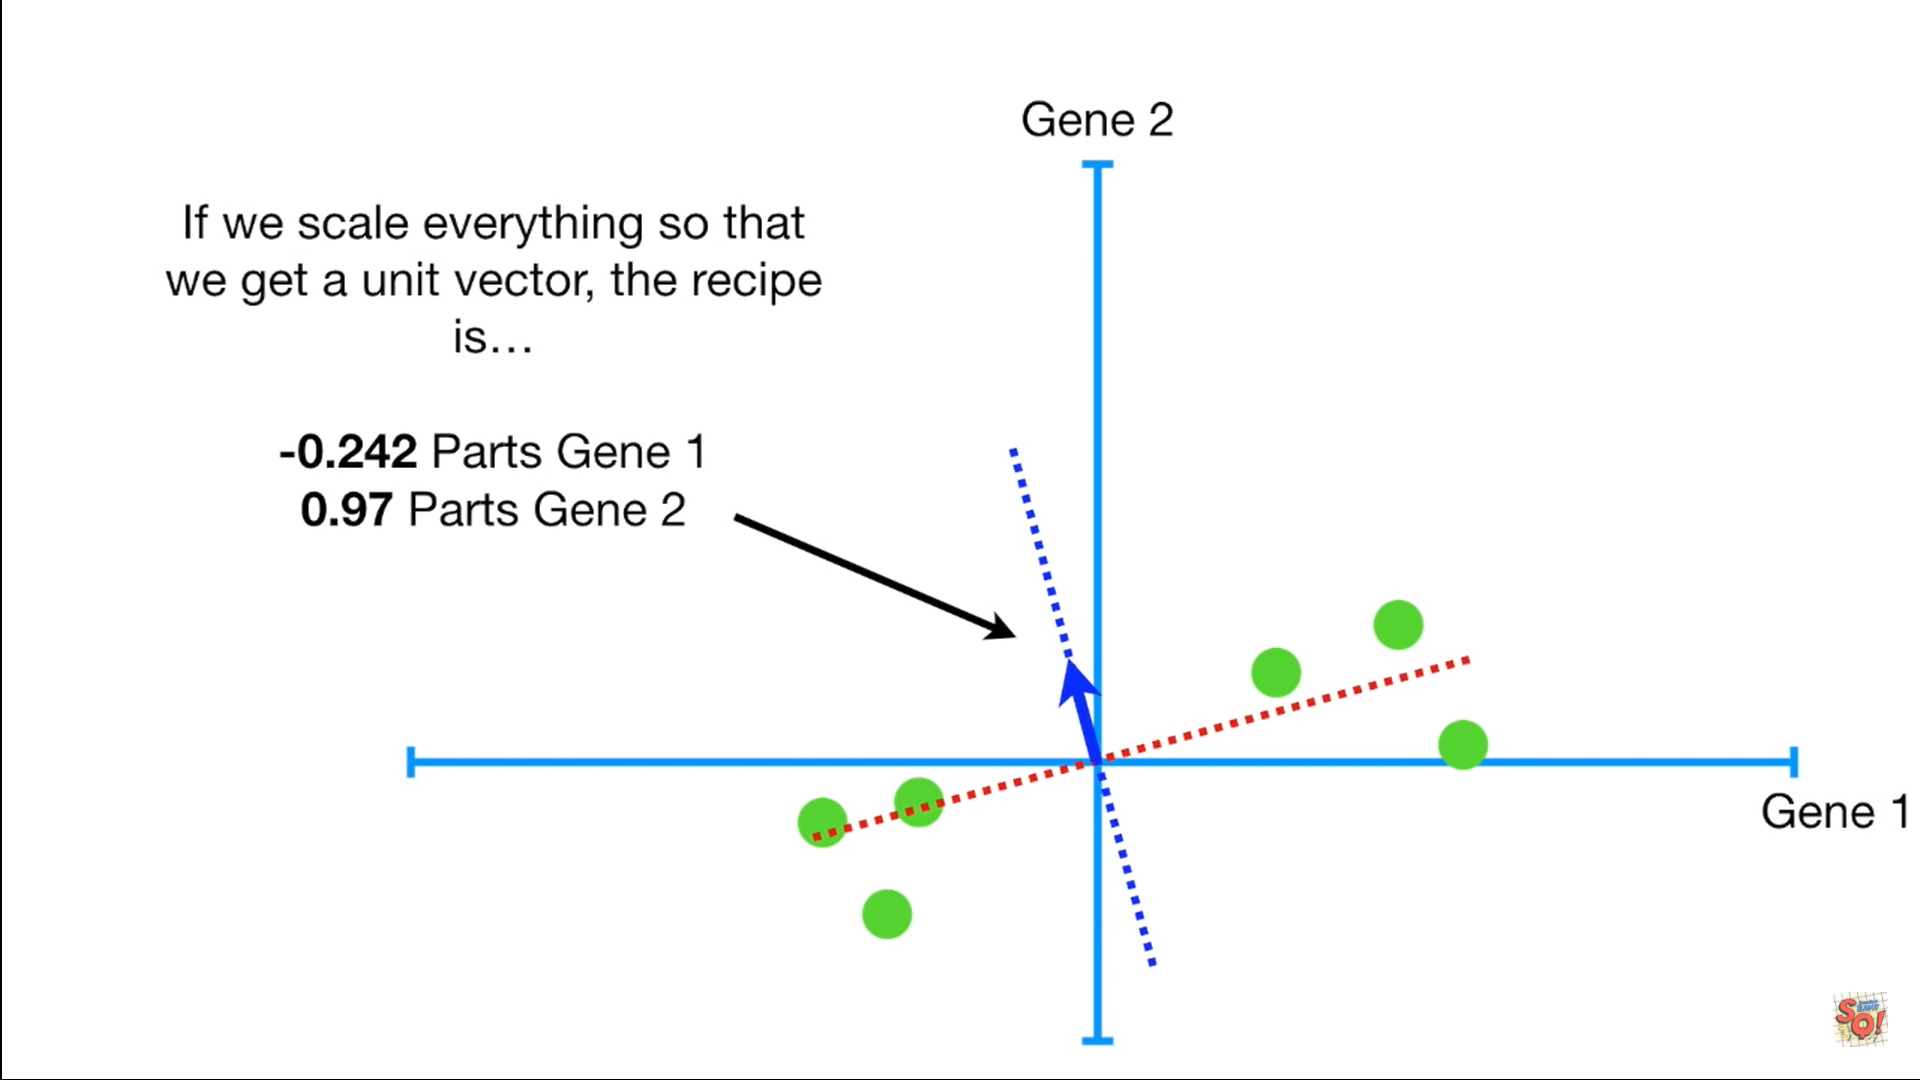 Gene 2
If we scale everything so that
we get a unit vector, the recipe
is…
-0.242 Parts Gene 1
0.97 Parts Gene 2
Gene 1
SQ!